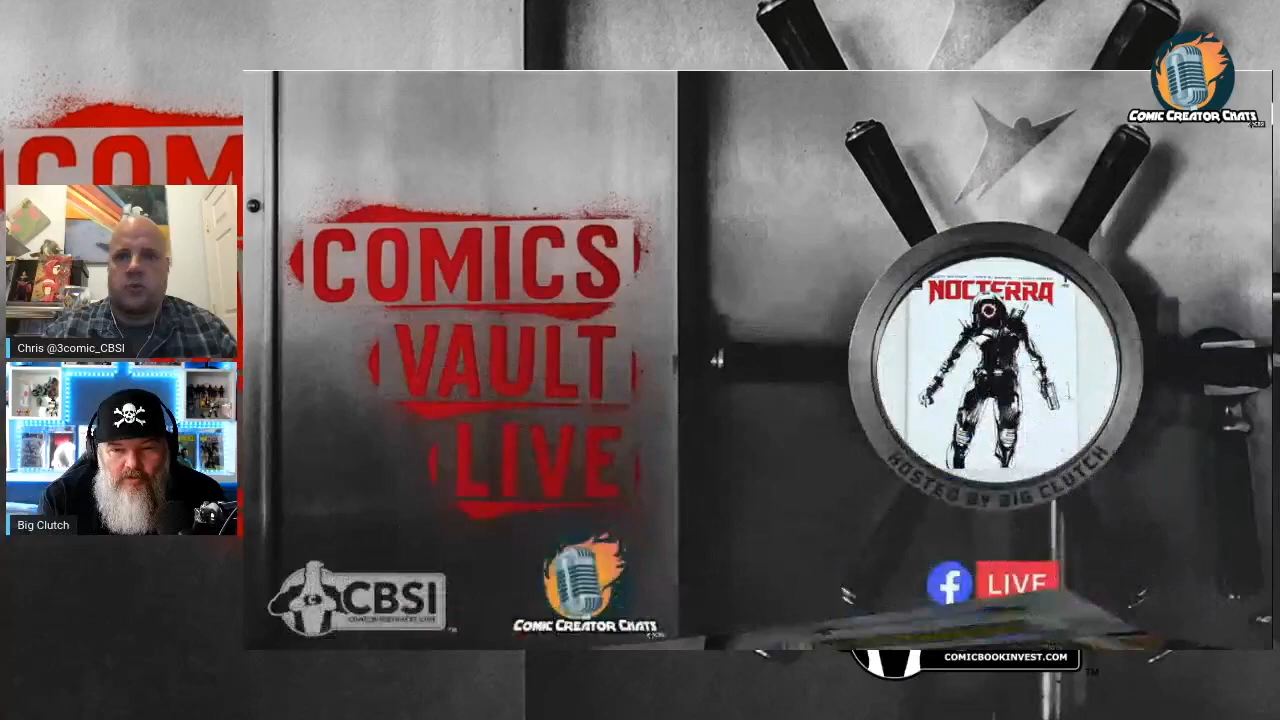 COMIC CREATOR CHATS
COM
COMICS
VAULT
LIVE
NOCTERRA
HOSTED BY BIG CLUTCH
Chris @3comic_CBSI
Big Clutch
CBSI
COMIC CREATOR CHATS
f LIVE
COMICBOOKINVEST.COM
TM